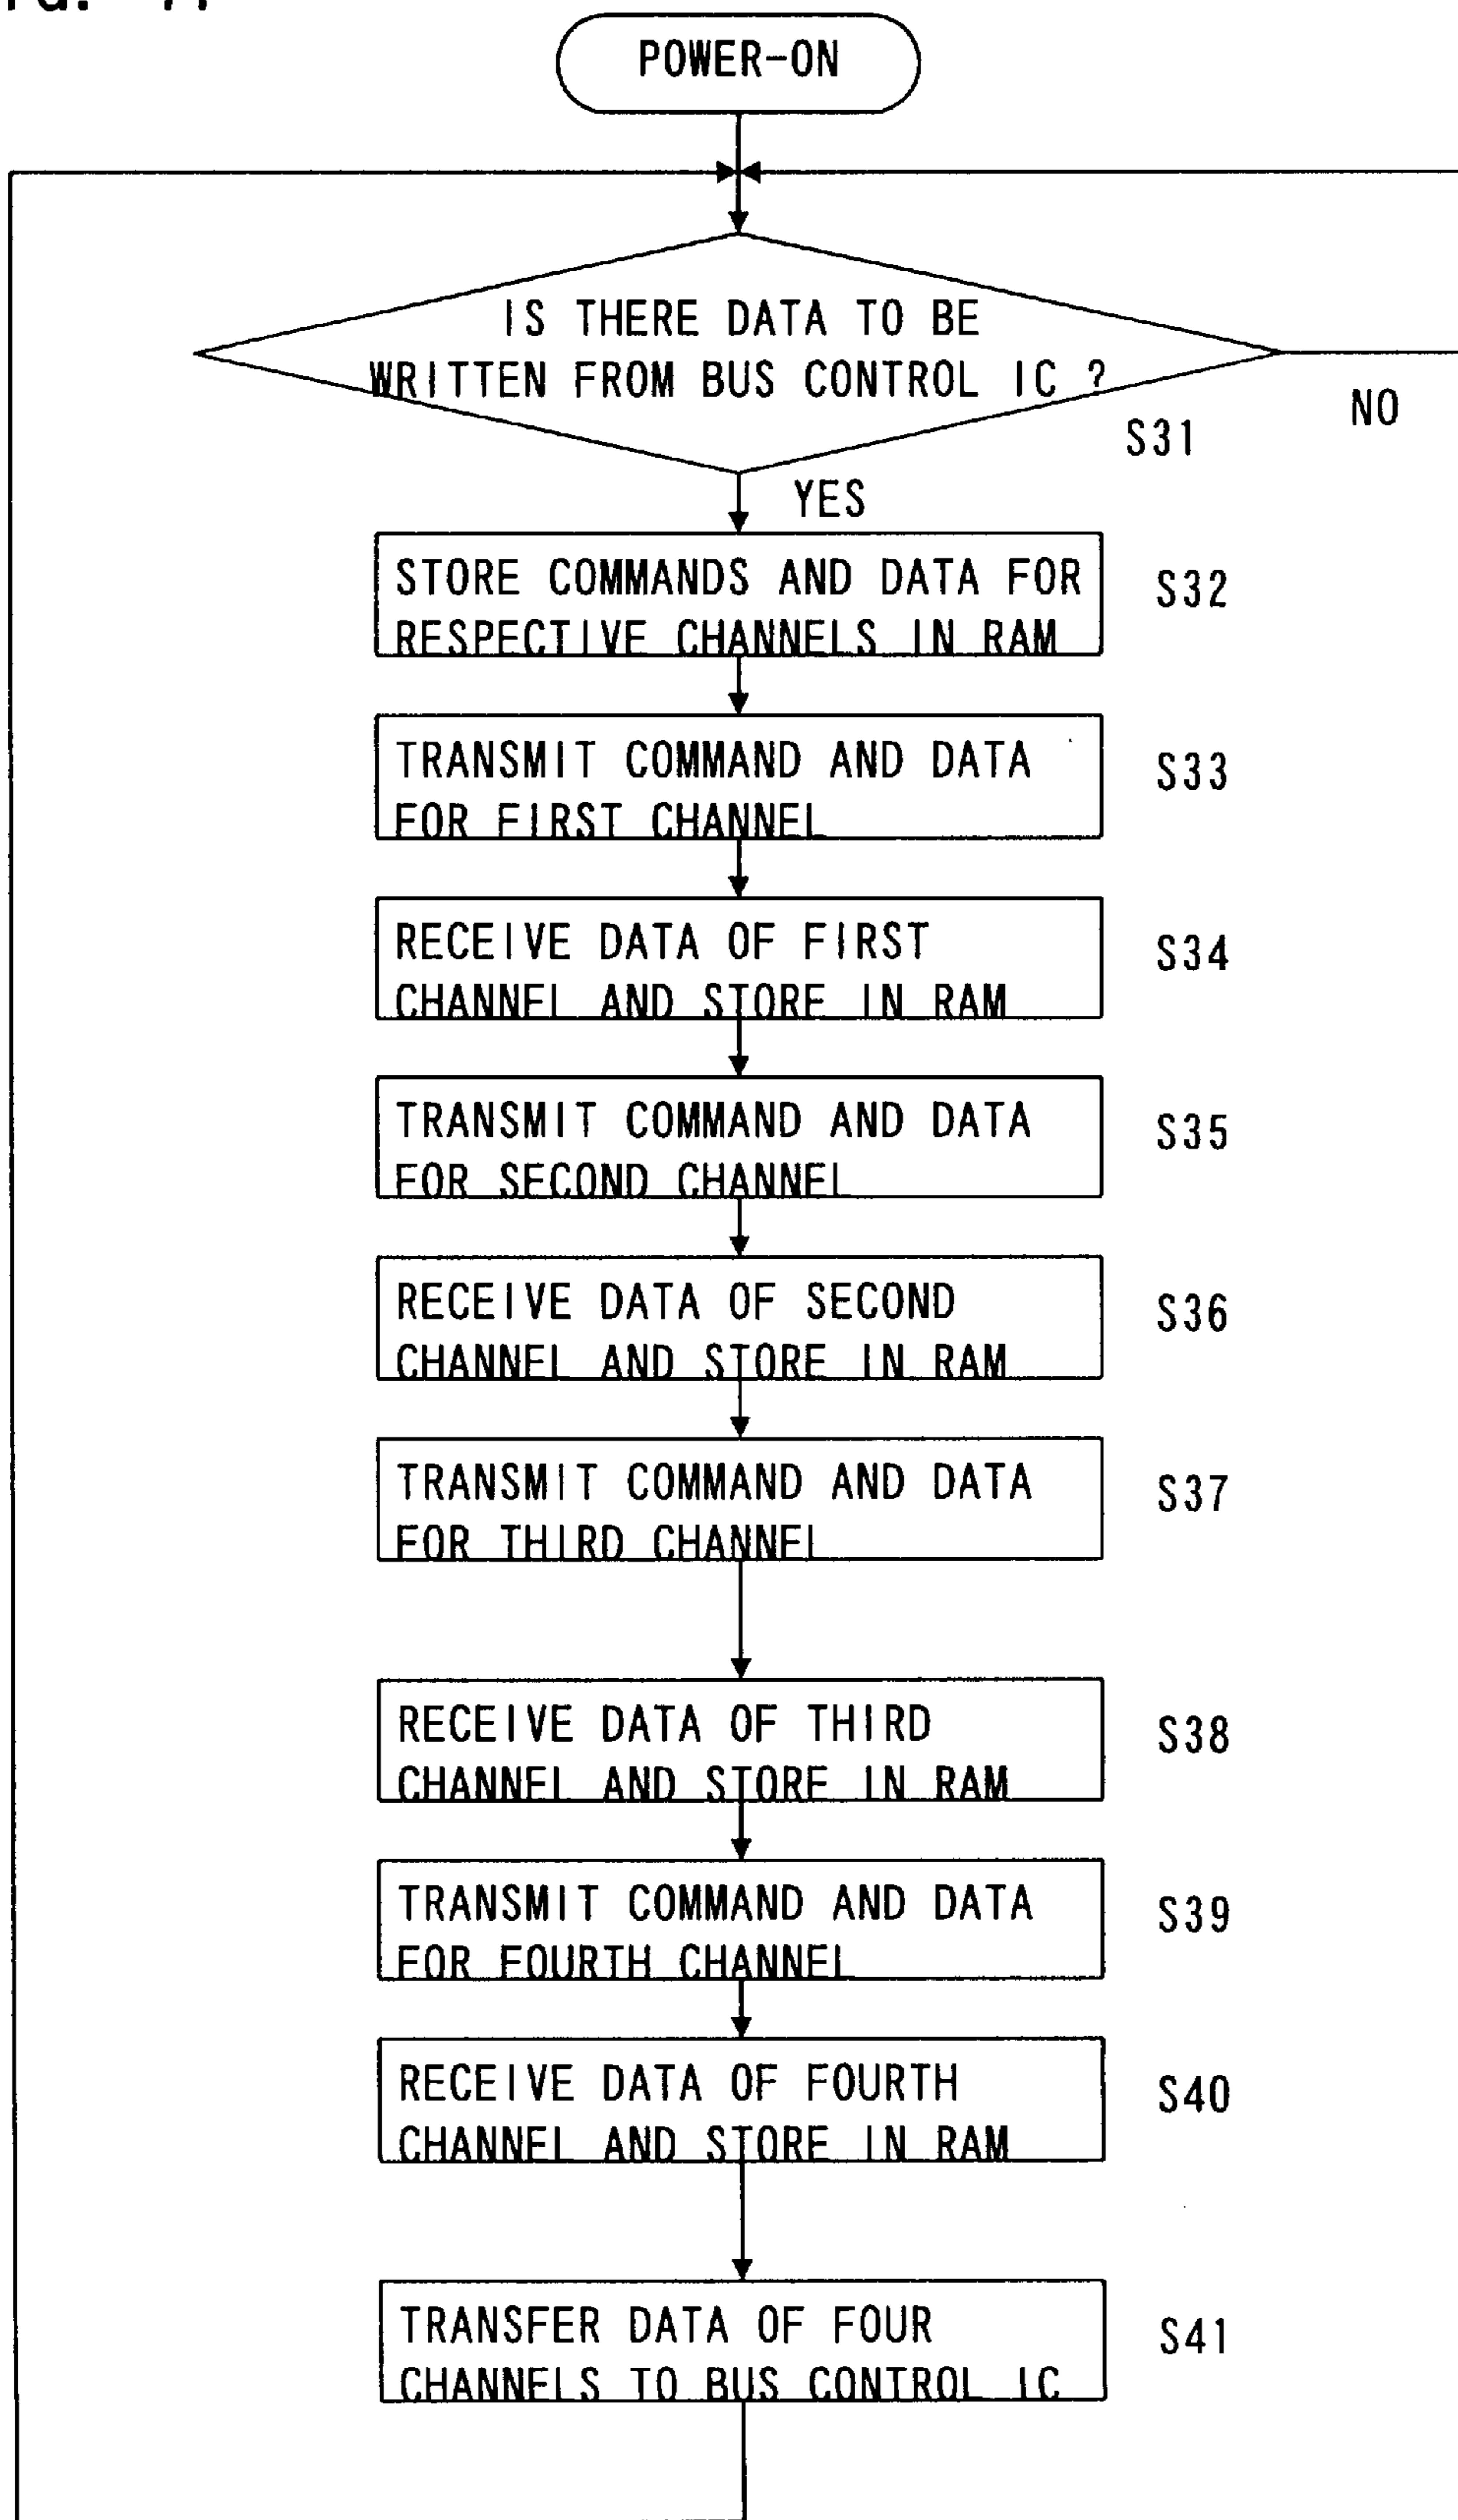 POWER-ON
IS THERE DATA TO BE
WRITTEN FROM BUS CONTROL IC ?
NO
S31
YES
STORE COMMANDS AND DATA FOR
RESPECTIVE CHANNELS IN RAM
S32
TRANSMIT COMMAND AND DATA
FOR FIRST CHANNEL
S33
RECEIVE DATA OF FIRST
CHANNEL AND STORE IN RAM
S34
TRANSMIT COMMAND AND DATA
FOR SECOND CHANNEL
S35
RECEIVE DATA OF SECOND
CHANNEL AND STORE IN RAM
S36
TRANSMIT COMMAND AND DATA
FOR THIRD CHANNEL
S37
RECEIVE DATA OF THIRD
CHANNEL AND STORE IN RAM
S38
TRANSMIT COMMAND AND DATA
FOR FOURTH CHANNEL
S39
RECEIVE DATA OF FOURTH
CHANNEL AND STORE IN RAM
S40
TRANSFER DATA OF FOUR
CHANNELS TO BUS CONTROL IC
S41